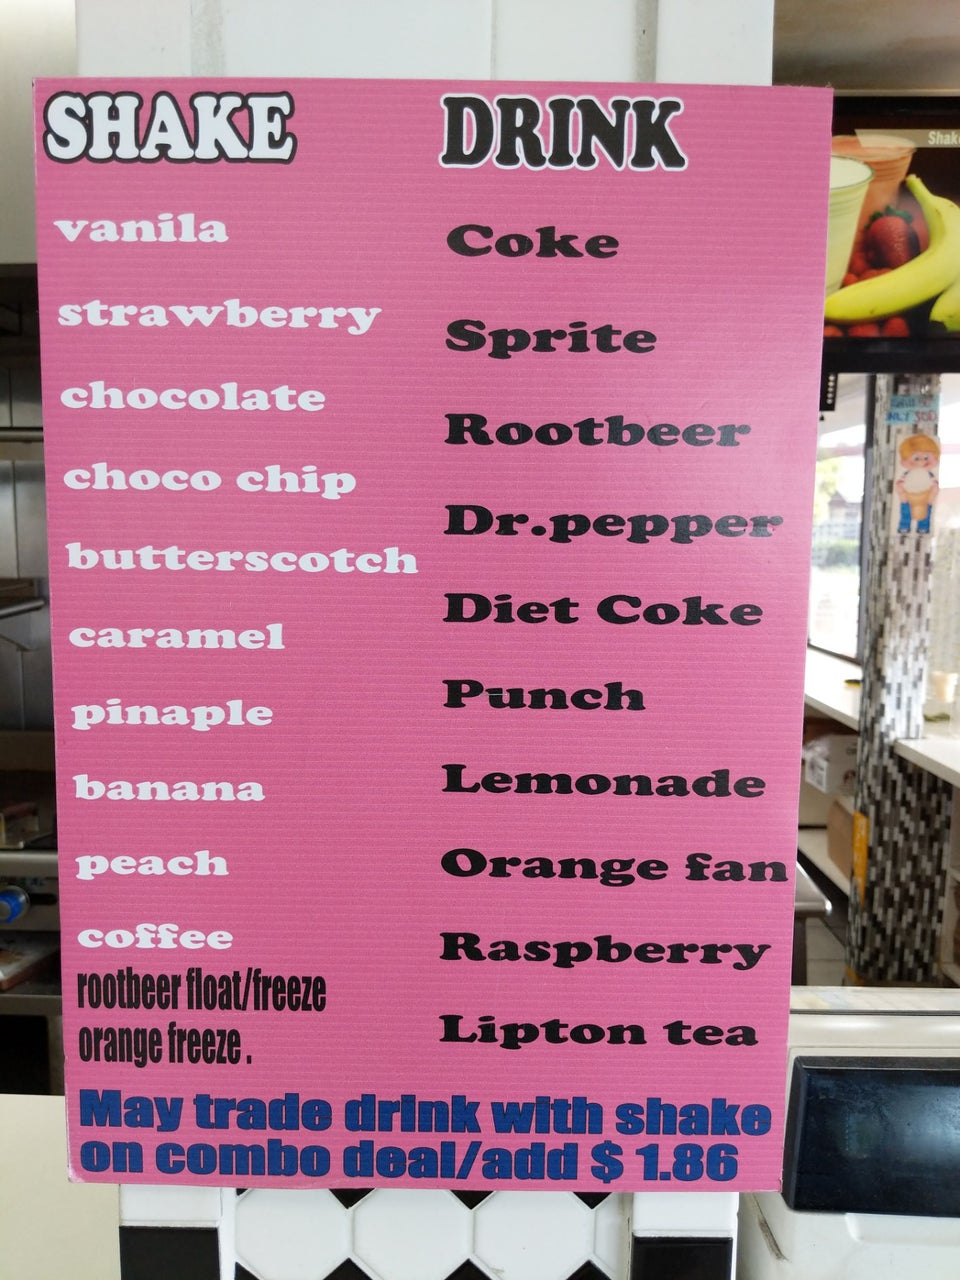 SHAKE
vanila
strawberry
chocolate
choco chip
butterscotch
caramel
pinaple
banana
peach
coffee
rootbeer float/freeze
orange freeze .
DRINK
Coke
Sprite
Rootbeer
Dr.pepper
Diet Coke
Punch
Lemonade
Orange fan
Raspberry
Lipton tea
May trade drink with shake
on combo deal/add $ 1.86